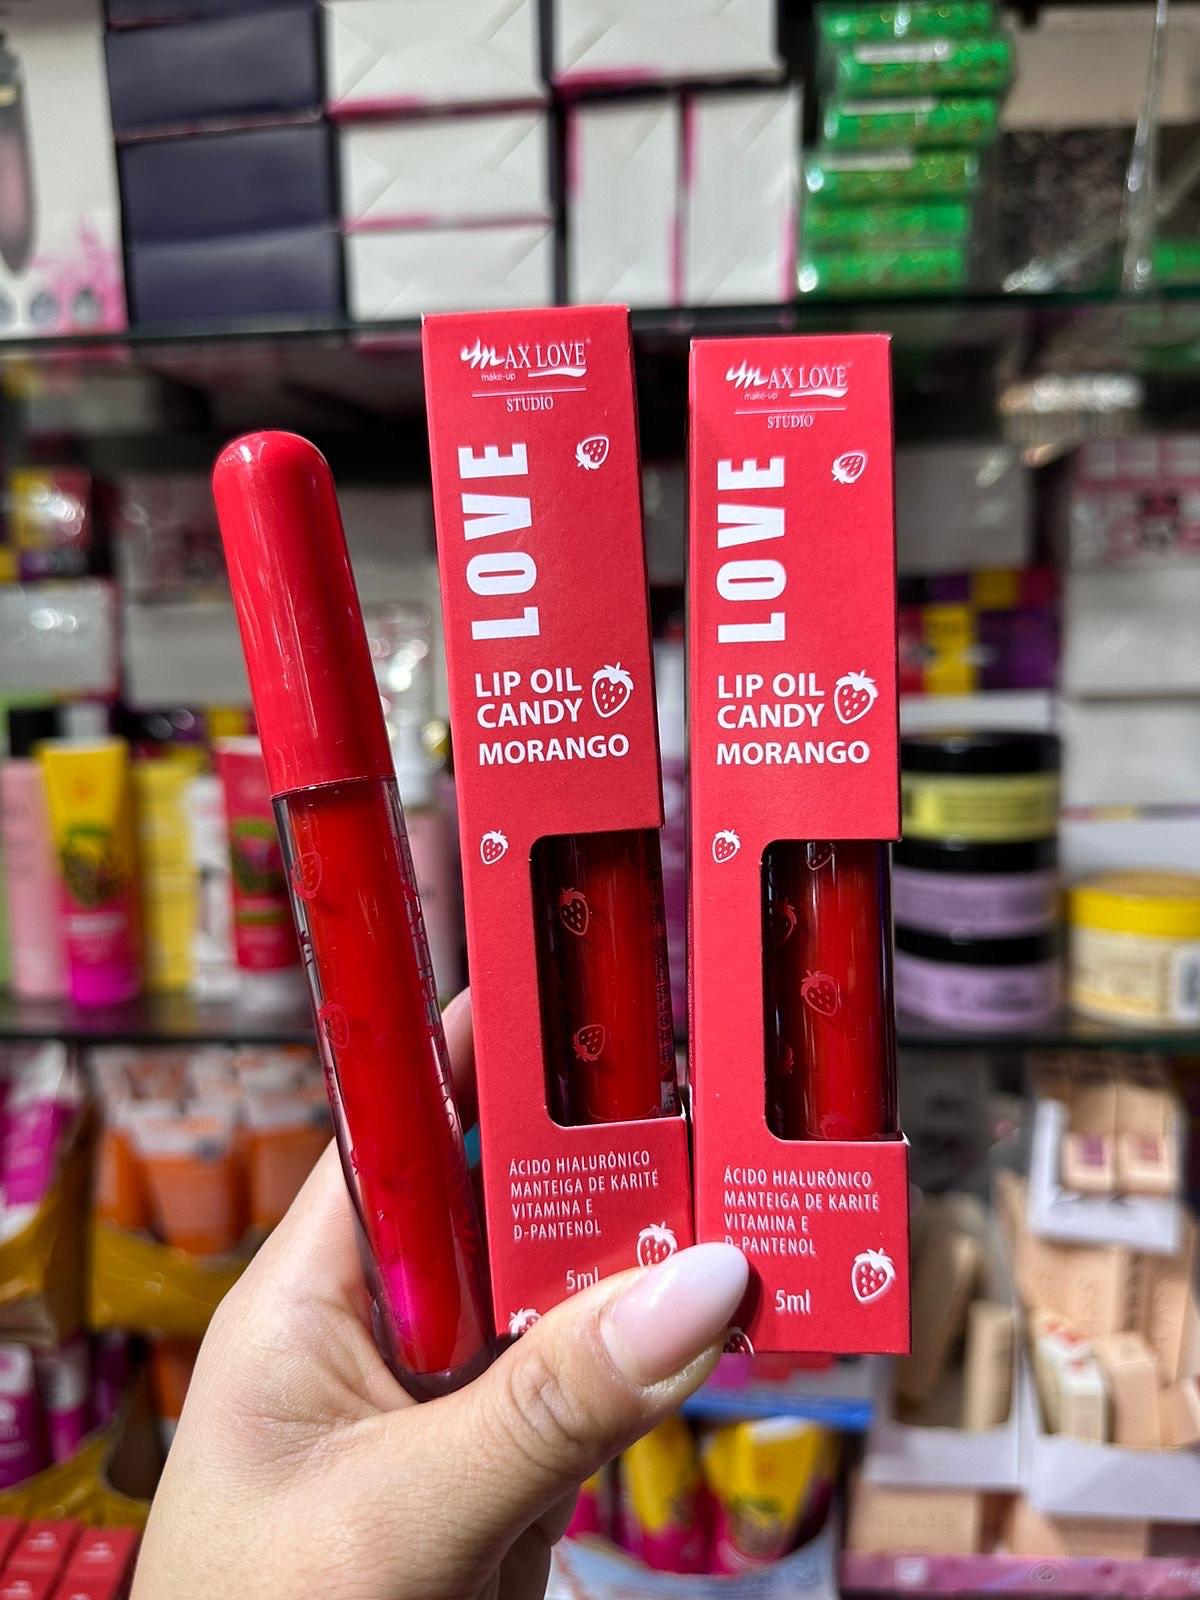 MAX LOVE
make-up
STUDIO
LOVE
LIP OIL
CANDY
MORANGO
ÁCIDO HIALURÔNICO
MANTEIGA DE KARITÉ
VITAMINA E
D-PANTENOL
5ml
MAX LOVE
make-up
STUDIO
LOVE
LIP OIL
CANDY
MORANGO
ÁCIDO HIALURÔNICO
MANTEIGA DE KARITÉ
VITAMINA E
D-PANTENOL
5ml